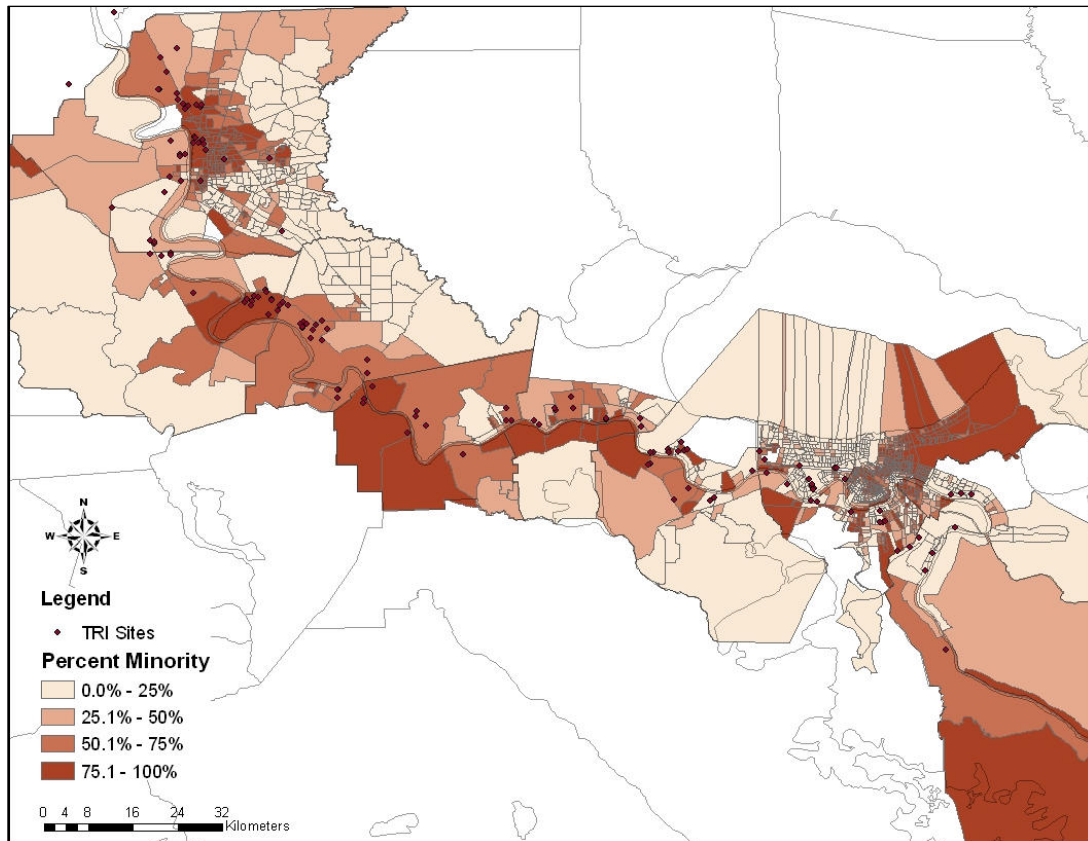 N
W E
S
Legend
TRI Sites
Percent Minority
0.0% - 25%
25.1% - 50%
50.1% - 75%
75.1 - 100%
0 4 8 16 24 32
Kilometers